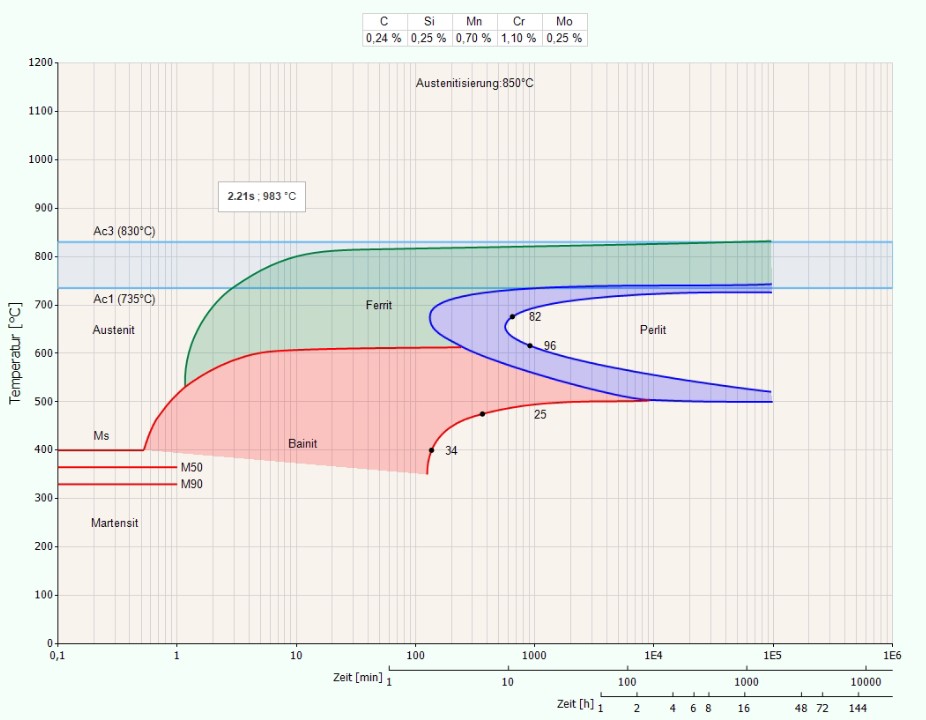 C Si Mn Cr Mo
0,24 % 0,25 % 0,70 % 1,10 % 0,25 %
Austenitisierung:850°C
1200
1100
1000
900
800
700
600
500
400
300
200
100
0
Temperatur [°C]
2.21s ; 983 °C
Ac3 (830°C)
Ac1 (735°C)
Austenit
Ferrit
Perlit
82
96
25
34
Ms
Bainit
M50
M90
Martensit
0,1 1 10 100 1000 1E4 1E5 1E6
Zeit [min] 1 10 100 1000 10000
Zeit [h] 1 2 4 6 8 16 48 72 144